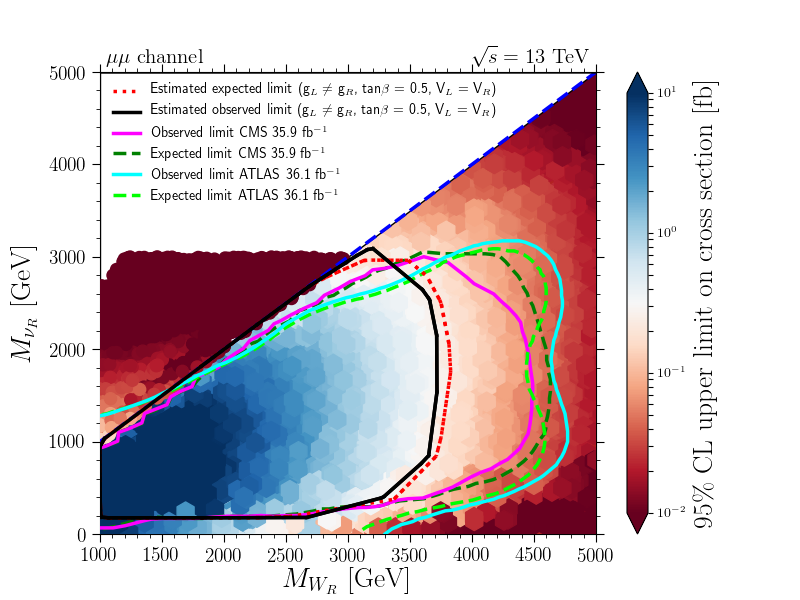 μμ channel
√s = 13 TeV
Estimated expected limit (g_L ≠ g_R, tanβ = 0.5, V_L = V_R)
Estimated observed limit (g_L ≠ g_R, tanβ = 0.5, V_L = V_R)
Observed limit CMS 35.9 fb⁻¹
Expected limit CMS 35.9 fb⁻¹
Observed limit ATLAS 36.1 fb⁻¹
Expected limit ATLAS 36.1 fb⁻¹
5000
4000
3000
2000
1000
0
M_{ν_R} [GeV]
1000 1500 2000 2500 3000 3500 4000 4500 5000
M_{W_R} [GeV]
10¹
10⁰
10⁻¹
10⁻²
95% CL upper limit on cross section [fb]